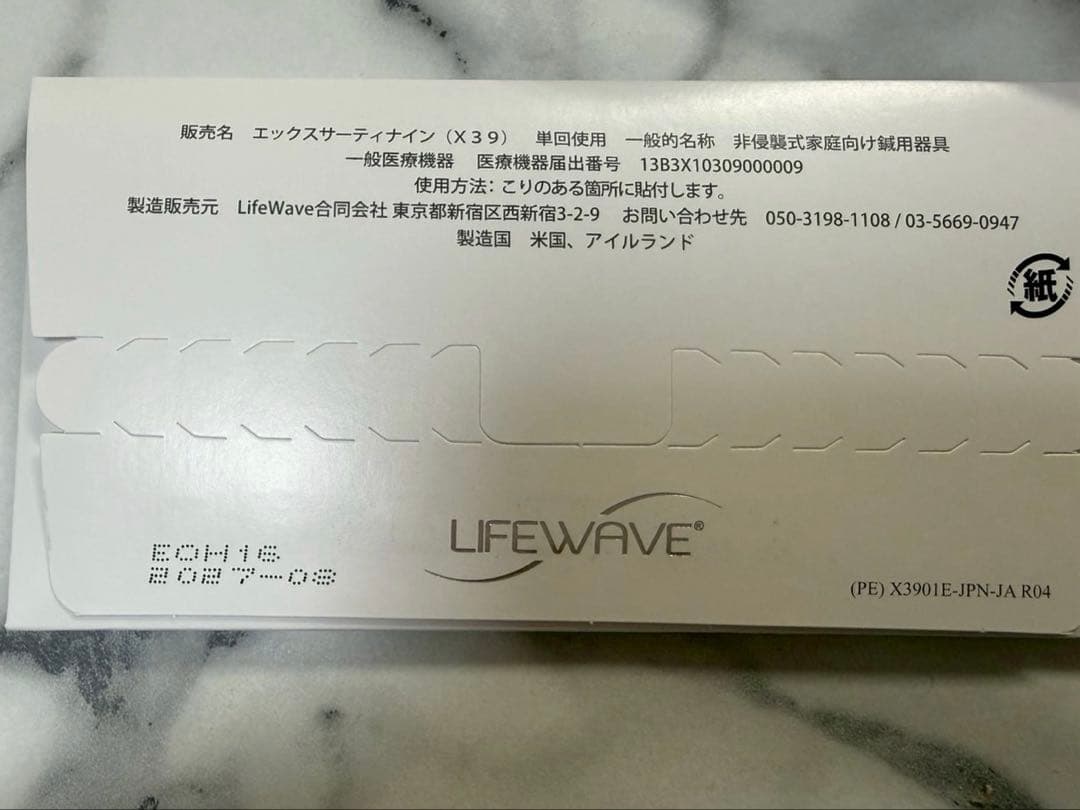 販売名　エックスサーティナイン（X39）　単回使用　一般的名称　非侵襲式家庭向け鍼用器具
一般医療機器　医療機器届出番号　13B3X10309000009
使用方法：こりのある箇所に貼付します。
製造販売元　LifeWave合同会社 東京都新宿区西新宿3-2-9　お問い合わせ先　050-3198-1108 / 03-5669-0947
製造国　米国、アイルランド
紙
LIFEWAVE®
EOH16
2027-08
(PE) X3901E-JPN-JA R04